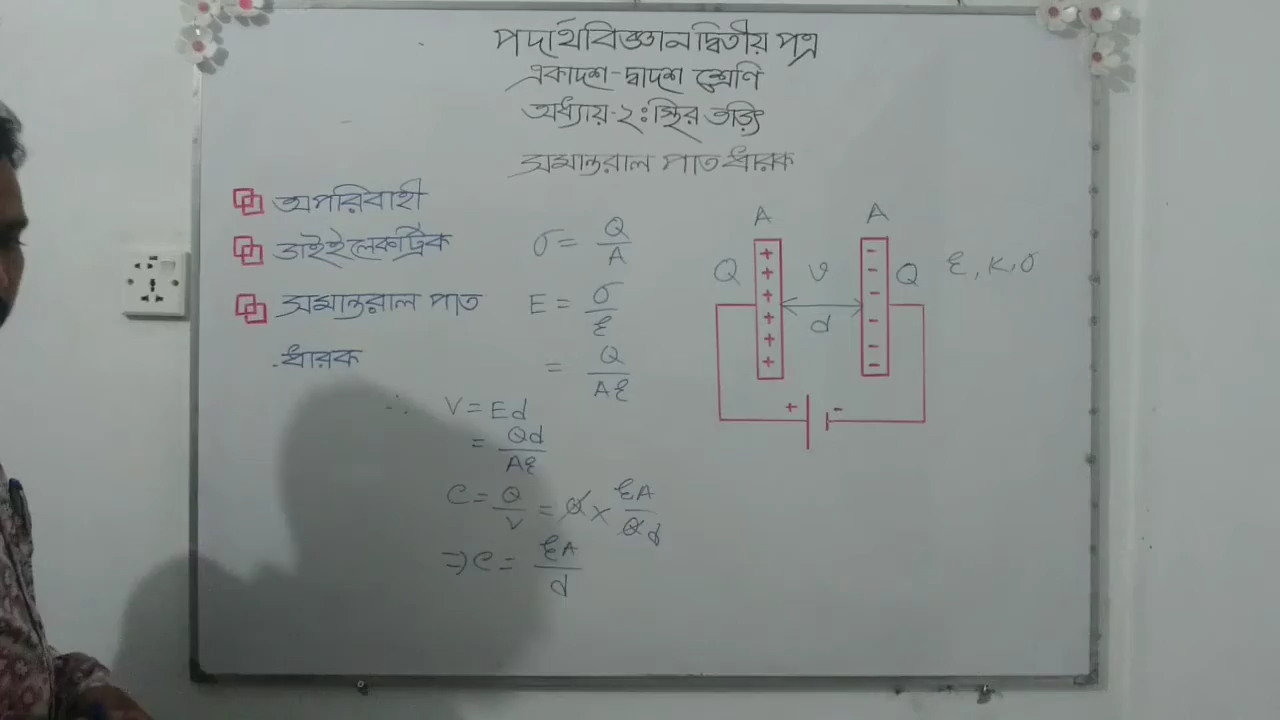 পদার্থবিজ্ঞান দ্বিতীয় পত্র
একাদশ-দ্বাদশ শ্রেণি
অধ্যায়-২ঃ স্থির তড়িৎ
সমান্তরাল পাত ধারক
অপরিবাহী
ডাইইলেকট্রিক
সমান্তরাল পাত
ধারক
σ = Q/A
E = σ/ε
= Q/Aε
∴ V = Ed
= Qd/Aε
C = Q/V = Q × εA/Qd
⇒ C = εA/d
A A
Q + + + + + + V d - - - - - - Q ε, K, σ
+ -